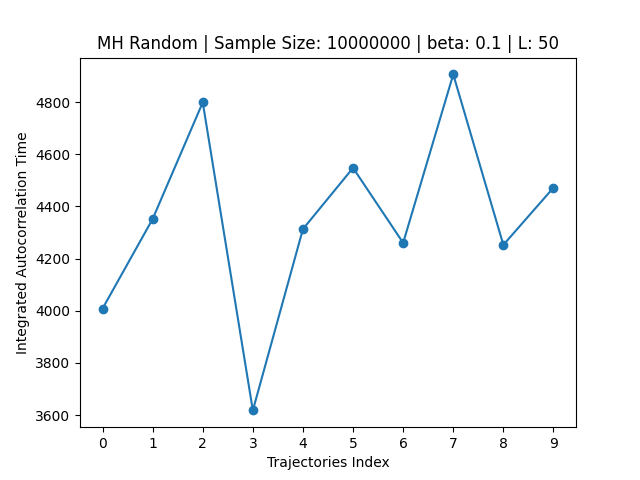 MH Random | Sample Size: 10000000 | beta: 0.1 | L: 50
Integrated Autocorrelation Time
4800
4600
4400
4200
4000
3800
3600
0 1 2 3 4 5 6 7 8 9
Trajectories Index